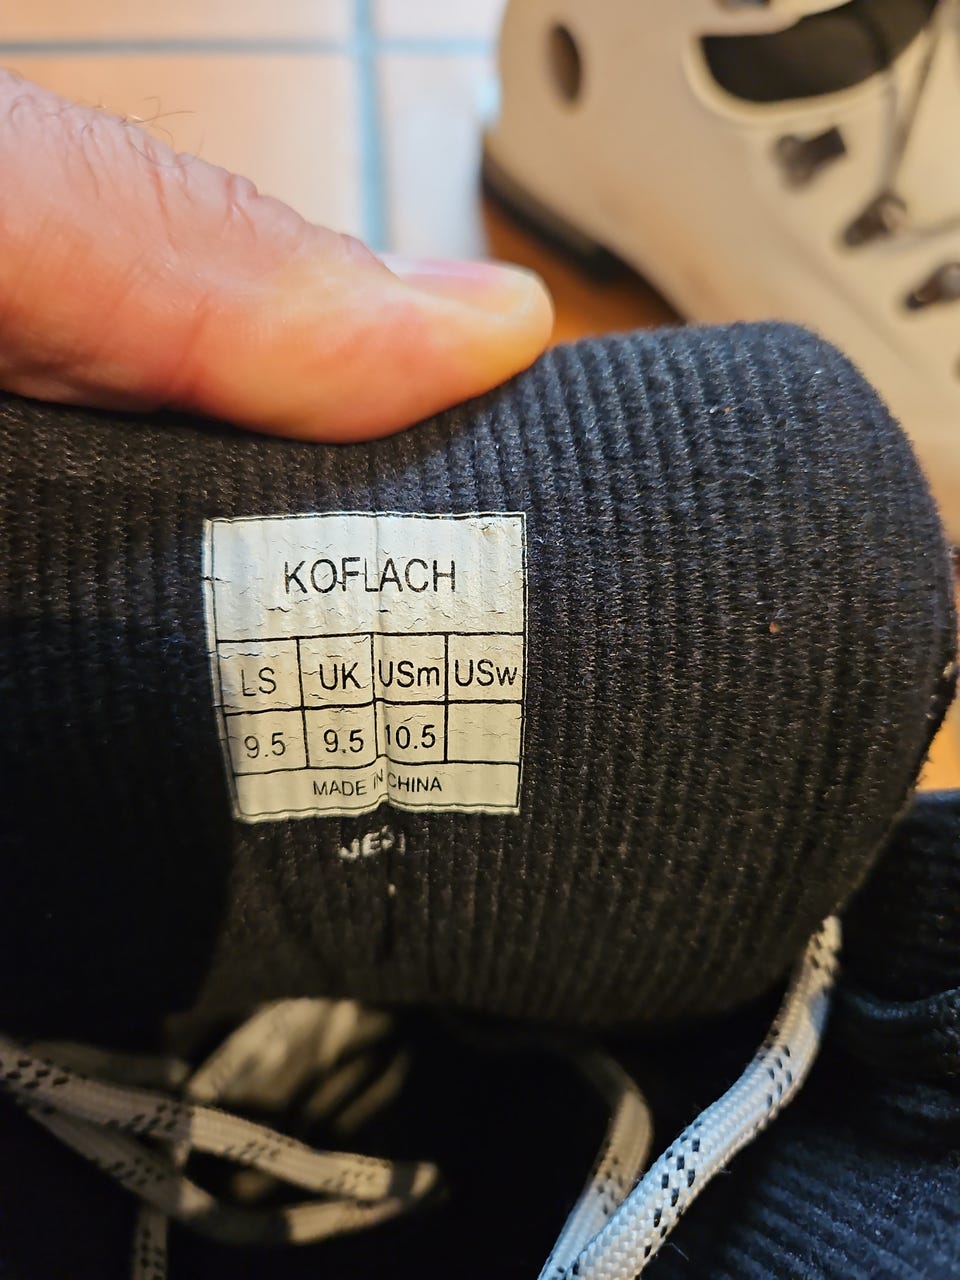 KOFLACH
LS UK USm USw
9.5 9.5 10.5
MADE IN CHINA